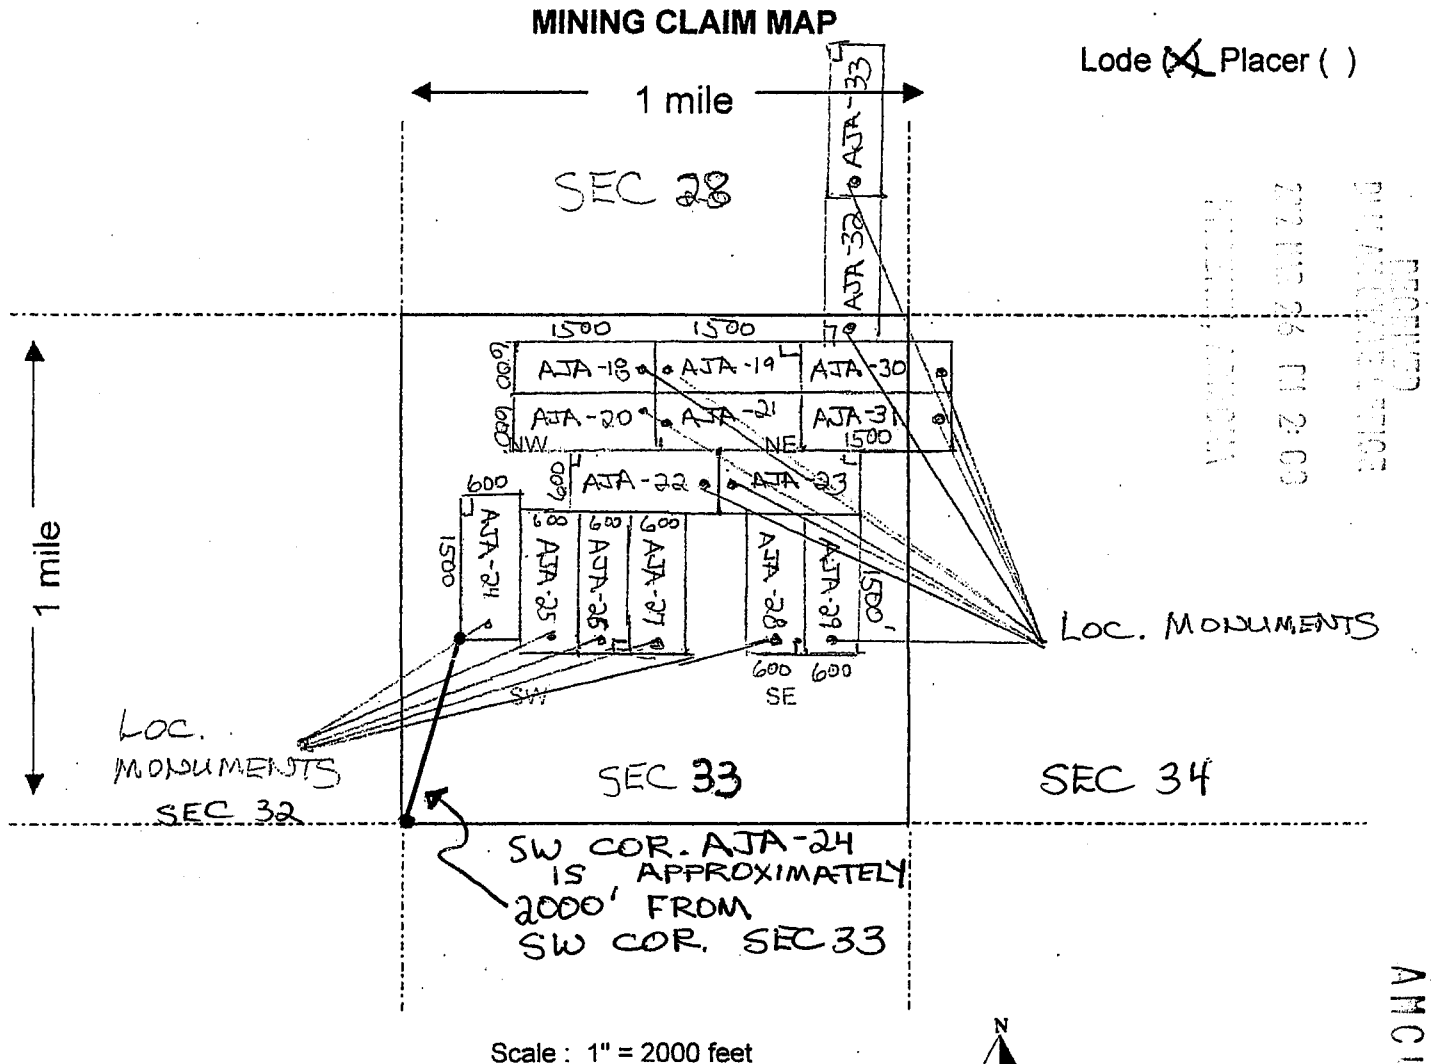 MINING CLAIM MAP
Lode (X) Placer ( )
1 mile
AJA-33
SEC 28
AJA-32
1500 1500
600 AJA-18 AJA-19 AJA-30
600 AJA-20 AJA-21 AJA-31
NW NE 1500
600 600 AJA-22 AJA-23
1 mile
1500 AJA-24
600 600 600
AJA-25 AJA-26 AJA-27 AJA-28 AJA-29 1500'
LOC. MONUMENTS
600 600
SW SE
LOC.
MONUMENTS
SEC 32 SEC 33 SEC 34
SW COR. AJA-24
IS APPROXIMATELY
2000' FROM
SW COR. SEC 33
N
Scale : 1" = 2000 feet
2:00